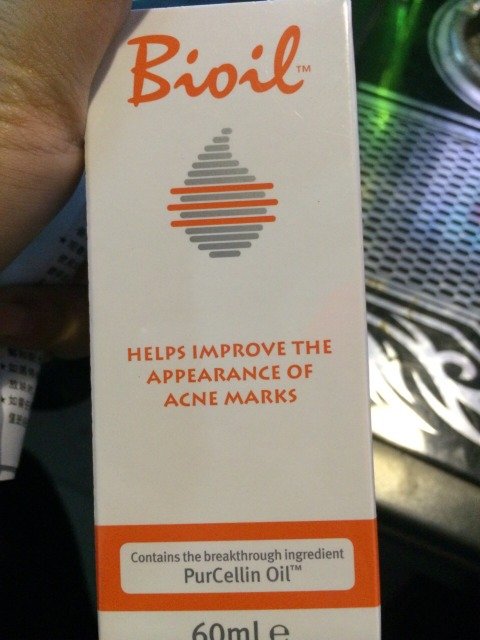 Bioil™
HELPS IMPROVE THE
APPEARANCE OF
ACNE MARKS
Contains the breakthrough ingredient
PurCellin Oil™
60ml e